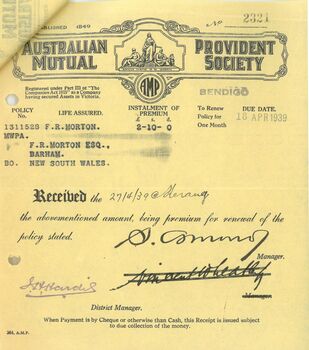 ESTABLISHED 1849
No 2321
AUSTRALIAN PROVIDENT
MUTUAL SOCIETY
AMP
Registered under Part III of "The
Companies Act 1915" as a Company
having secured Assets in Victoria.
BENDIGO
POLICY No. LIFE ASSURED. INSTALMENT OF PREMIUM £ s. d. To Renew Policy for One Month DUE DATE.
18 APR 1939
1311528 F.R.MORTON. 2-10- 0
MWPA.
F.R.MORTON ESQ.,
BARHAM.
BO. NEW SOUTH WALES.
Received the 27/4/39 @ Kerang
the abovementioned amount, being premium for renewal of the
policy stated.
Manager.
Manager.
District Manager.
When Payment is by Cheque or otherwise than Cash, this Receipt is issued subject
to due collection of the money.
264. A.M.P.